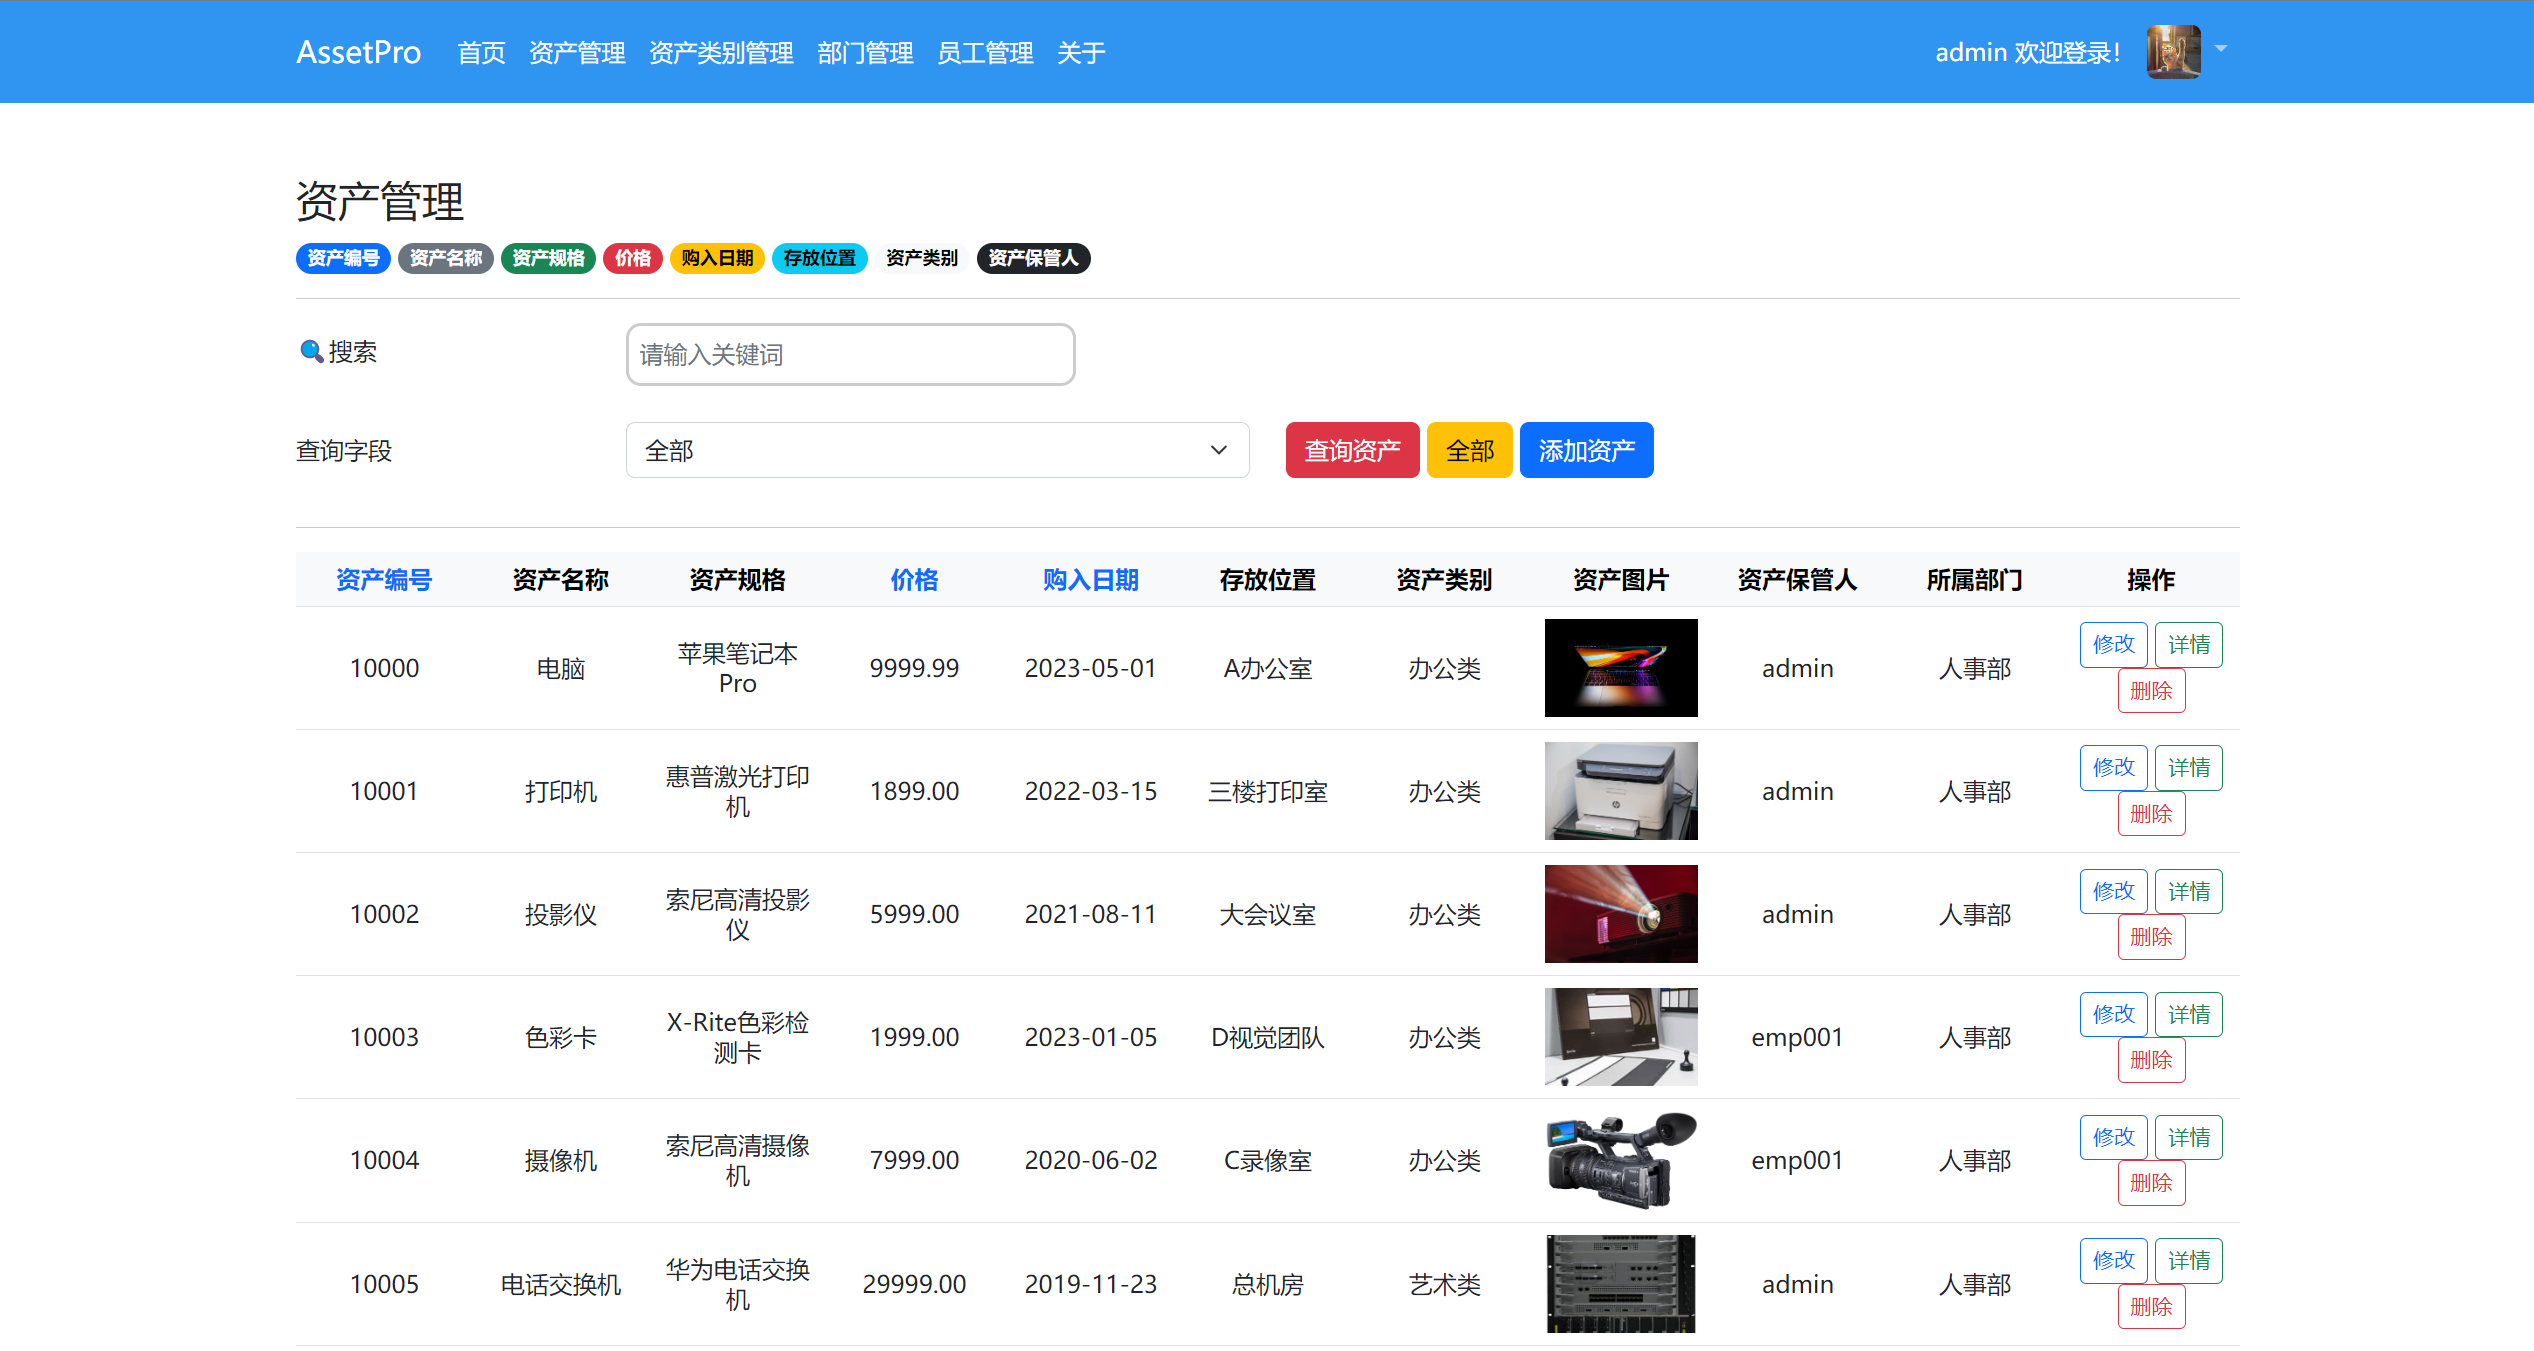 AssetPro 首页 资产管理 资产类别管理 部门管理 员工管理 关于 admin 欢迎登录!
资产管理
资产编号 资产名称 资产规格 价格 购入日期 存放位置 资产类别 资产保管人
🔍搜索 请输入关键词
查询字段 全部 查询资产 全部 添加资产
资产编号 资产名称 资产规格 价格 购入日期 存放位置 资产类别 资产图片 资产保管人 所属部门 操作
10000 电脑 苹果笔记本 Pro 9999.99 2023-05-01 A办公室 办公类 admin 人事部 修改 详情 删除
10001 打印机 惠普激光打印机 1899.00 2022-03-15 三楼打印室 办公类 admin 人事部 修改 详情 删除
10002 投影仪 索尼高清投影仪 5999.00 2021-08-11 大会议室 办公类 admin 人事部 修改 详情 删除
10003 色彩卡 X-Rite色彩检测卡 1999.00 2023-01-05 D视觉团队 办公类 emp001 人事部 修改 详情 删除
10004 摄像机 索尼高清摄像机 7999.00 2020-06-02 C录像室 办公类 emp001 人事部 修改 详情 删除
10005 电话交换机 华为电话交换机 29999.00 2019-11-23 总机房 艺术类 admin 人事部 修改 详情 删除